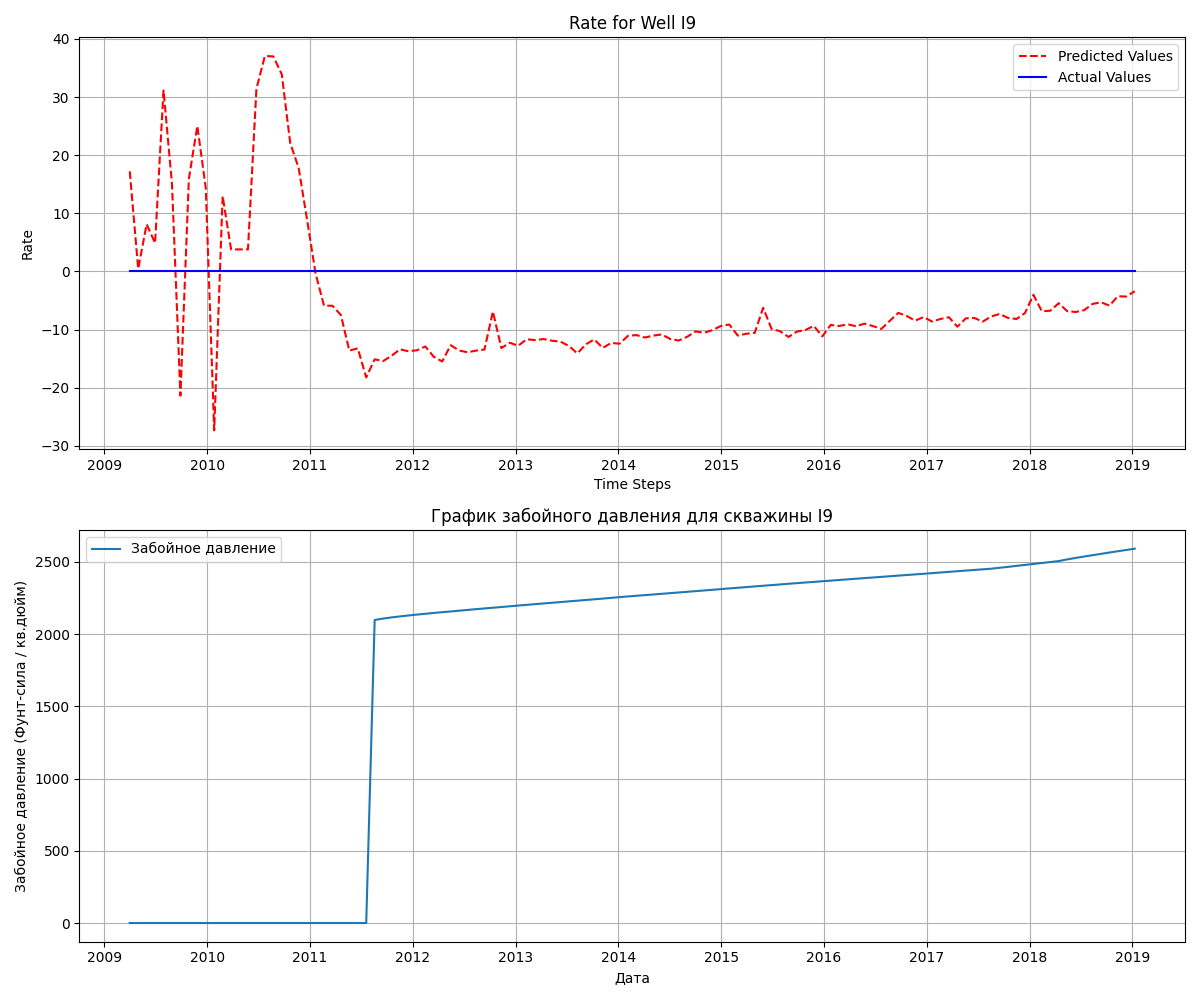 Rate for Well I9
Predicted Values
Actual Values
Rate
40
30
20
10
0
−10
−20
−30
2009 2010 2011 2012 2013 2014 2015 2016 2017 2018 2019
Time Steps
График забойного давления для скважины I9
Забойное давление
Забойное давление (Фунт-сила / кв.дюйм)
2500
2000
1500
1000
500
0
2009 2010 2011 2012 2013 2014 2015 2016 2017 2018 2019
Дата